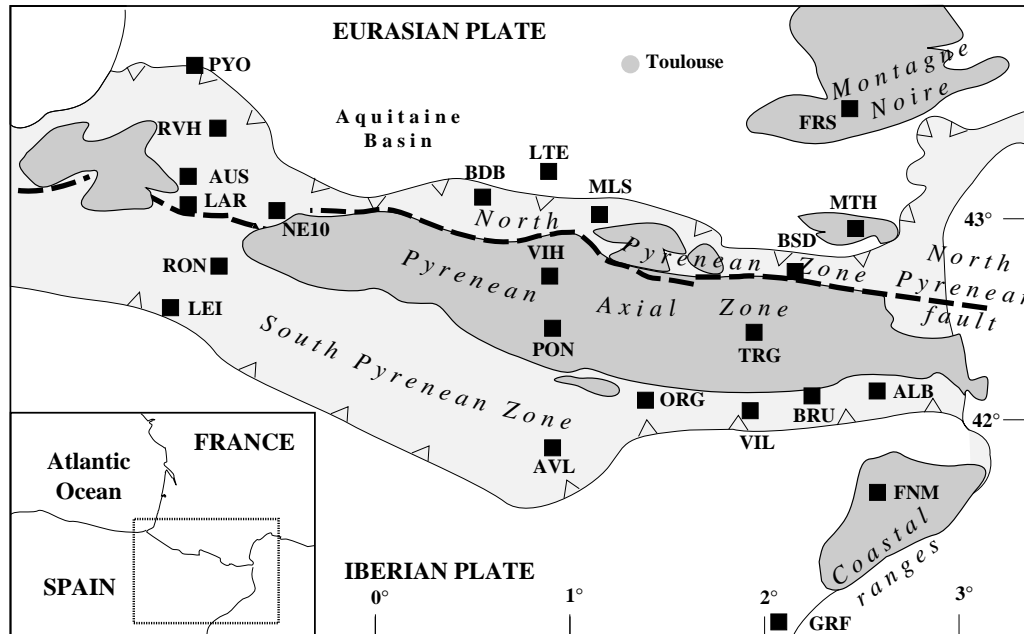 EURASIAN PLATE
PYO
Toulouse
Montagne
Noire
FRS
RVH
Aquitaine
Basin
LTE
AUS
BDB
MLS
LAR
MTH
43°
NE10
North
BSD
VIH
Pyrenean
Zone
North
Pyrenean
fault
RON
Pyrenean
Axial
Zone
LEI
PON
TRG
South Pyrenean Zone
ORG
BRU
ALB
VIL
42°
AVL
FRANCE
Atlantic
Ocean
SPAIN
FNM
Coastal
ranges
IBERIAN PLATE
0°
1°
2°
3°
GRF